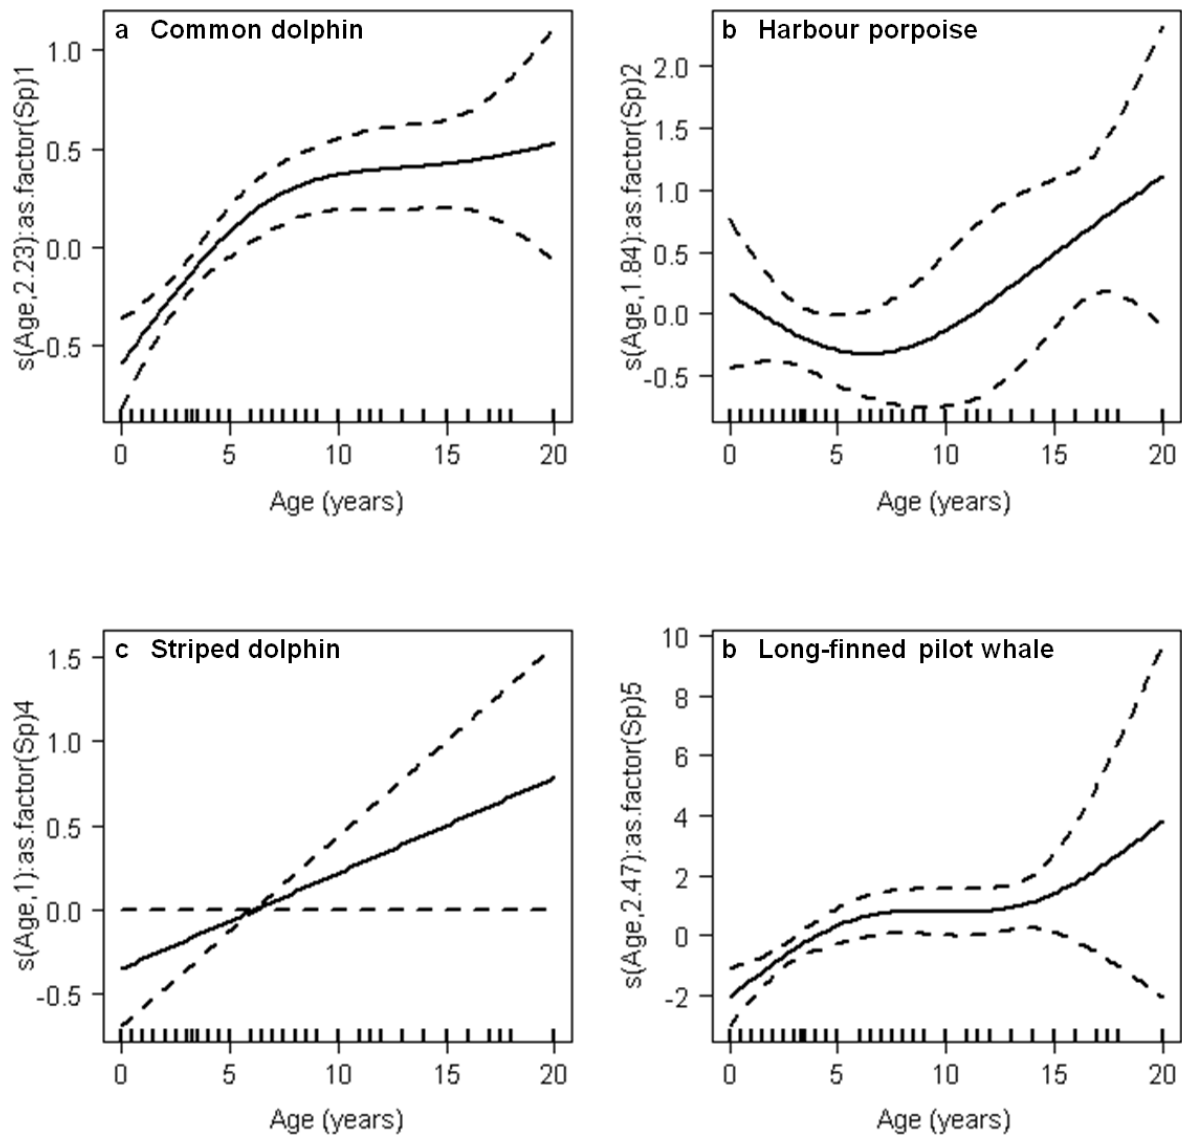 a Common dolphin
s(Age,2.23):as.factor(Sp)1
1.0
0.5
0.0
-0.5
0 5 10 15 20
Age (years)
b Harbour porpoise
s(Age,1.84):as.factor(Sp)2
2.0
1.5
1.0
0.5
0.0
-0.5
0 5 10 15 20
Age (years)
c Striped dolphin
s(Age,1):as.factor(Sp)4
1.5
1.0
0.5
0.0
-0.5
0 5 10 15 20
Age (years)
b Long-finned pilot whale
s(Age,2.47):as.factor(Sp)5
10
8
6
4
2
0
-2
0 5 10 15 20
Age (years)